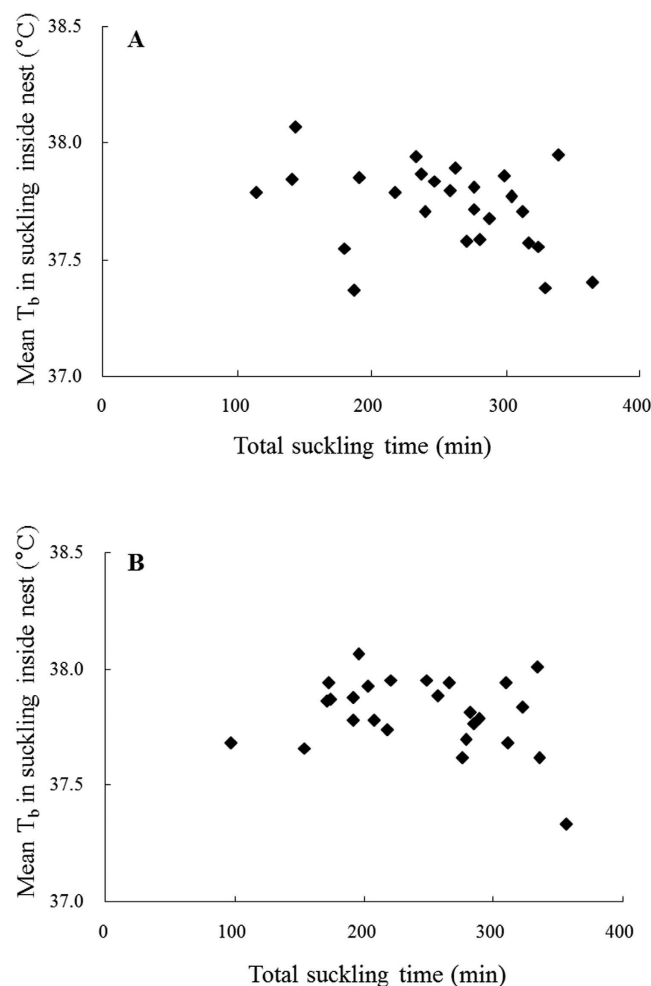 A
Mean Tb in suckling inside nest (°C)
38.5
38.0
37.5
37.0
0 100 200 300 400
Total suckling time (min)
B
Mean Tb in suckling inside nest (°C)
38.5
38.0
37.5
37.0
0 100 200 300 400
Total suckling time (min)